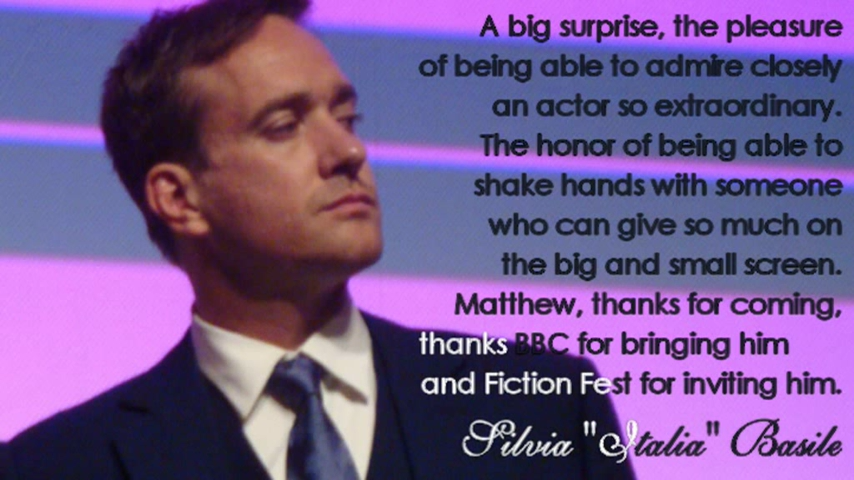 A big surprise, the pleasure
of being able to admire closely
an actor so extraordinary.
The honor of being able to
shake hands with someone
who can give so much on
the big and small screen.
Matthew, thanks for coming,
thanks BBC for bringing him
and Fiction Fest for inviting him.
Silvia "Italia" Basile